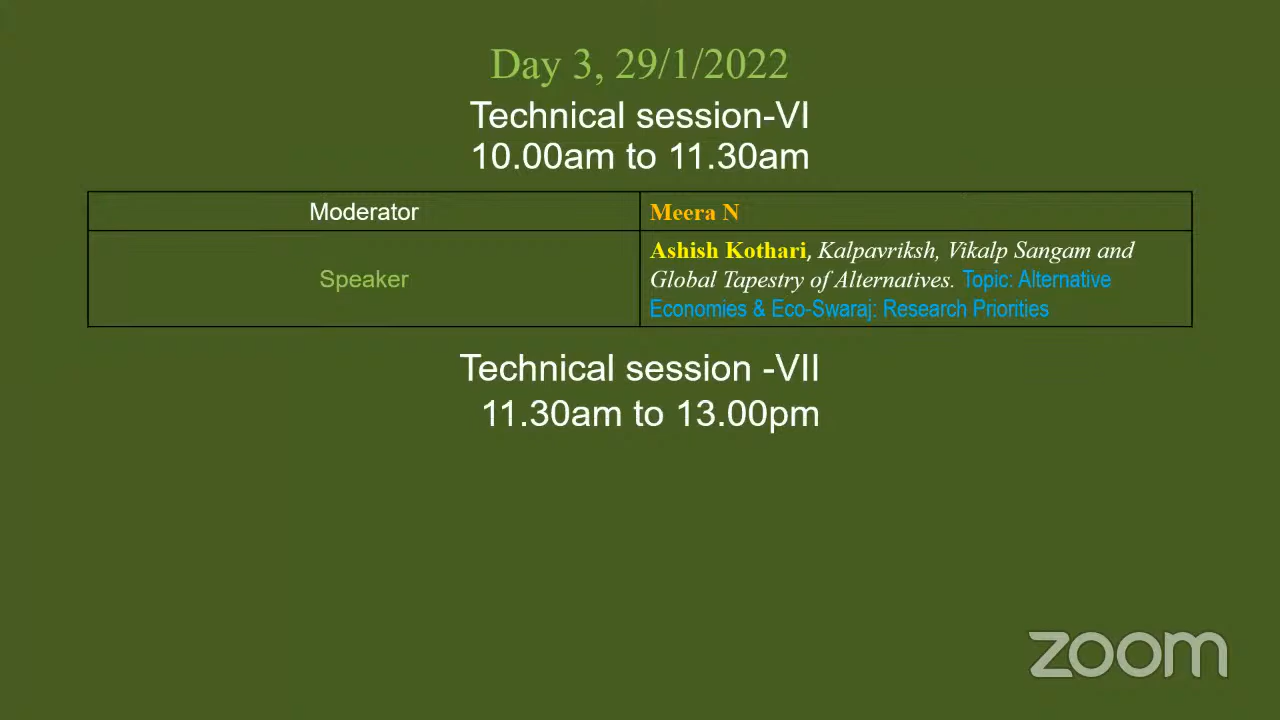 Day 3, 29/1/2022
Technical session-VI
10.00am to 11.30am
Moderator
Meera N
Speaker
Ashish Kothari, Kalpavriksh, Vikalp Sangam and
Global Tapestry of Alternatives. Topic: Alternative
Economies & Eco-Swaraj: Research Priorities
Technical session -VII
11.30am to 13.00pm
zoom